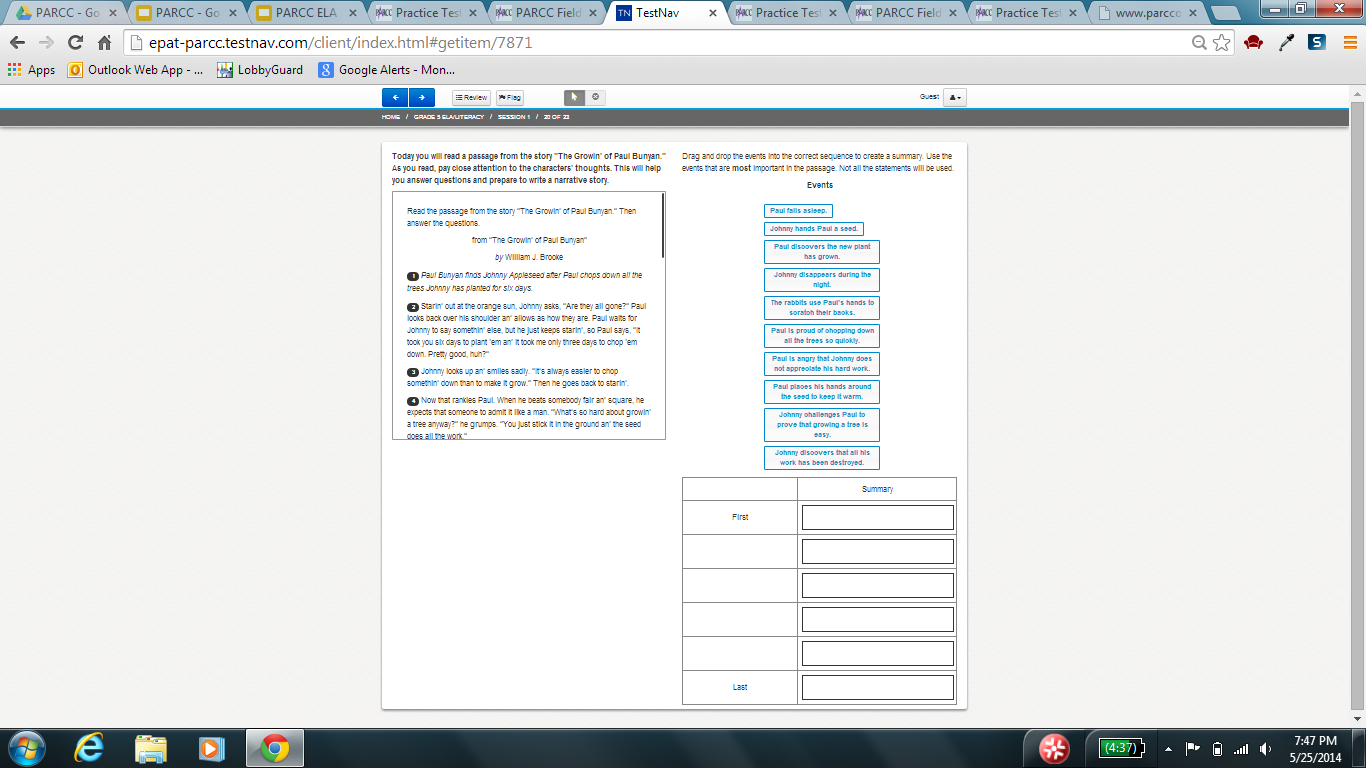 PARCC - Go
PARCC - Go
PARCC ELA
Practice Test
PARCC Field
TestNav
Practice Test
PARCC Field
Practice Test
www.parcco
epat-parcc.testnav.com/client/index.html#getitem/7871
Apps
Outlook Web App - ...
LobbyGuard
Google Alerts - Mon...
Review
Flag
Guest
HOME / GRADE 5 ELA/LITERACY / SESSION 1 / 20 OF 23
Today you will read a passage from the story "The Growin' of Paul Bunyan."
As you read, pay close attention to the characters' thoughts. This will help
you answer questions and prepare to write a narrative story.
Read the passage from the story "The Growin' of Paul Bunyan." Then
answer the questions.
from "The Growin' of Paul Bunyan"
by William J. Brooke
1 Paul Bunyan finds Johnny Appleseed after Paul chops down all the
trees Johnny has planted for six days.
2 Starin' out at the orange sun, Johnny asks, "Are they all gone?" Paul
looks back over his shoulder an' allows as how they are. Paul waits for
Johnny to say somethin' else, but he just keeps starin', so Paul says, "It
took you six days to plant 'em an' it took me only three days to chop 'em
down. Pretty good, huh?"
3 Johnny looks up an' smiles sadly. "It's always easier to chop
somethin' down than to make it grow." Then he goes back to starin'.
4 Now that rankles Paul. When he beats somebody fair an' square, he
expects that someone to admit it like a man. "What's so hard about growin'
a tree anyway?" he grumps. "You just stick it in the ground an' the seed
does all the work."
Drag and drop the events into the correct sequence to create a summary. Use the
events that are most important in the passage. Not all the statements will be used.
Events
Paul falls asleep.
Johnny hands Paul a seed.
Paul discovers the new plant
has grown.
Johnny disappears during the
night.
The rabbits use Paul's hands to
scratch their backs.
Paul is proud of chopping down
all the trees so quickly.
Paul is angry that Johnny does
not appreciate his hard work.
Paul places his hands around
the seed to keep it warm.
Johnny challenges Paul to
prove that growing a tree is
easy.
Johnny discovers that all his
work has been destroyed.
Summary
First
Last
(4:37)
7:47 PM
5/25/2014